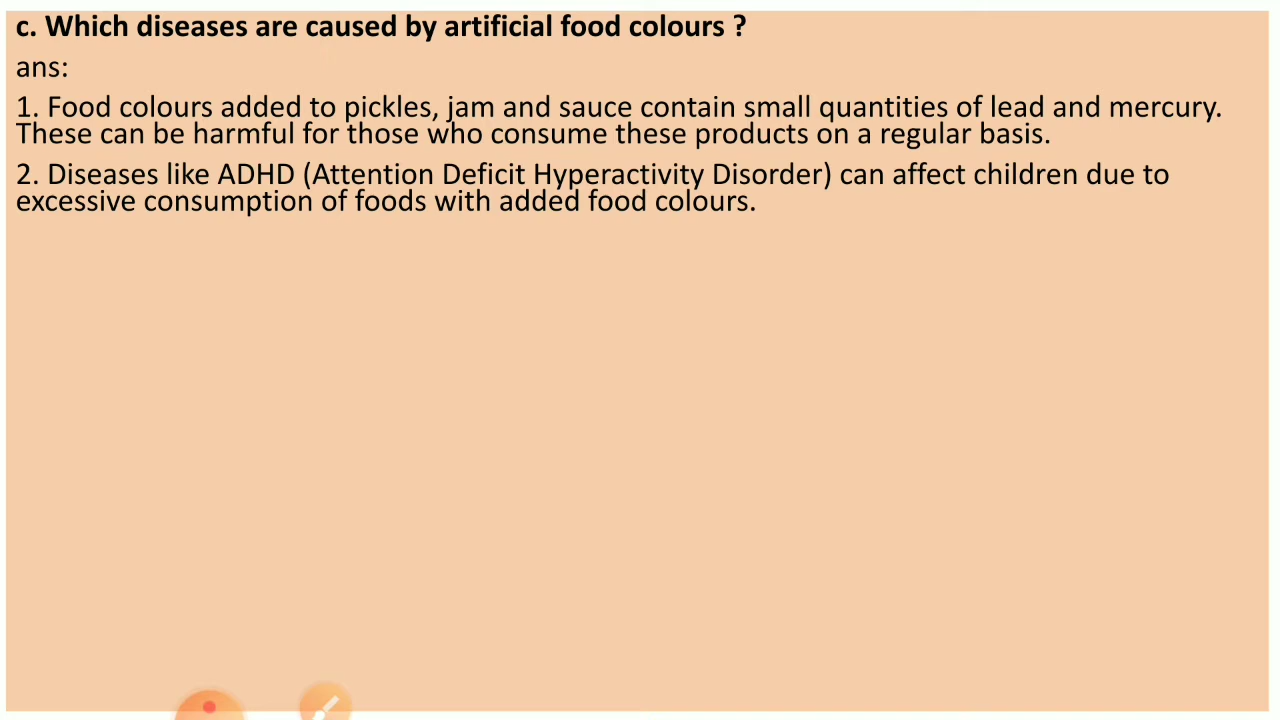 c. Which diseases are caused by artificial food colours ?
ans:
1. Food colours added to pickles, jam and sauce contain small quantities of lead and mercury.
These can be harmful for those who consume these products on a regular basis.
2. Diseases like ADHD (Attention Deficit Hyperactivity Disorder) can affect children due to
excessive consumption of foods with added food colours.